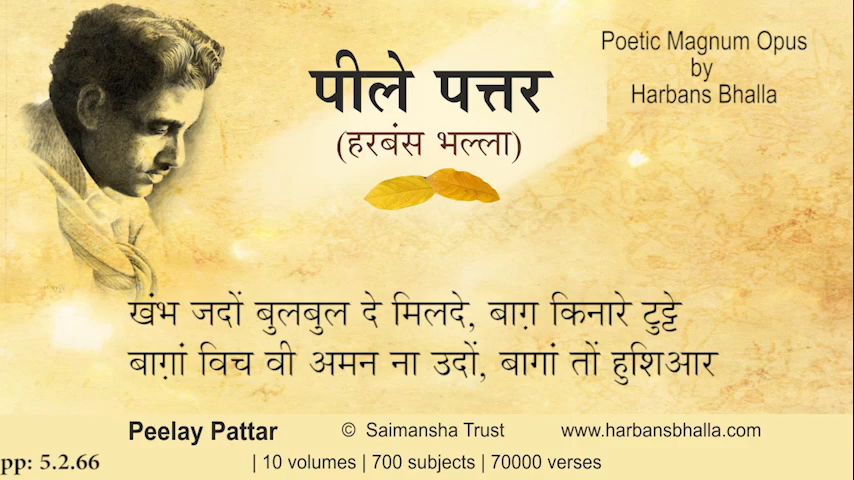 पीले पत्तर
(हरबंस भल्ला)
Poetic Magnum Opus
by
Harbans Bhalla
खंभ जदों बुलबुल दे मिलदे, बाग़ किनारे टुट्टे
बाग़ां विच वी अमन ना उदों, बागां तों हुशिआर
Peelay Pattar © Saimansha Trust www.harbansbhalla.com
pp: 5.2.66 | 10 volumes | 700 subjects | 70000 verses